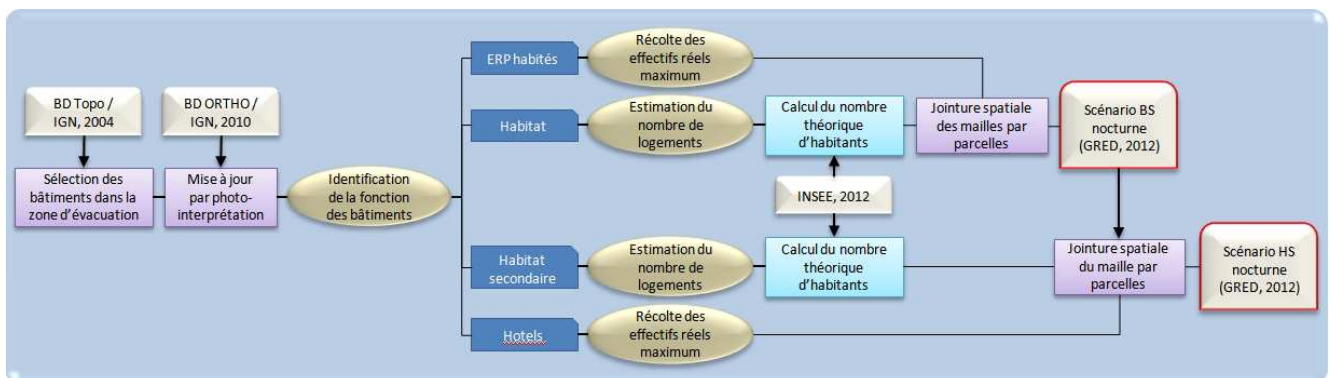 BD Topo /
IGN, 2004
BD ORTHO /
IGN, 2010
Sélection des
bâtiments dans la
zone d'évacuation
Mise à jour
par photo-
interprétation
Identification
de la fonction
des bâtiments
ERP habités
Récolte des
effectifs réels
maximum
Habitat
Estimation du
nombre de
logements
Calcul du nombre
théorique
d'habitants
Jointure spatiale
des mailles par
parcelles
Scénario BS
nocturne
(GRED, 2012)
INSEE, 2012
Habitat
secondaire
Estimation du
nombre de
logements
Calcul du nombre
théorique
d'habitants
Jointure spatiale
du maille par
parcelles
Scénario HS
nocturne
(GRED, 2012)
Hotels
Récolte des
effectifs réels
maximum